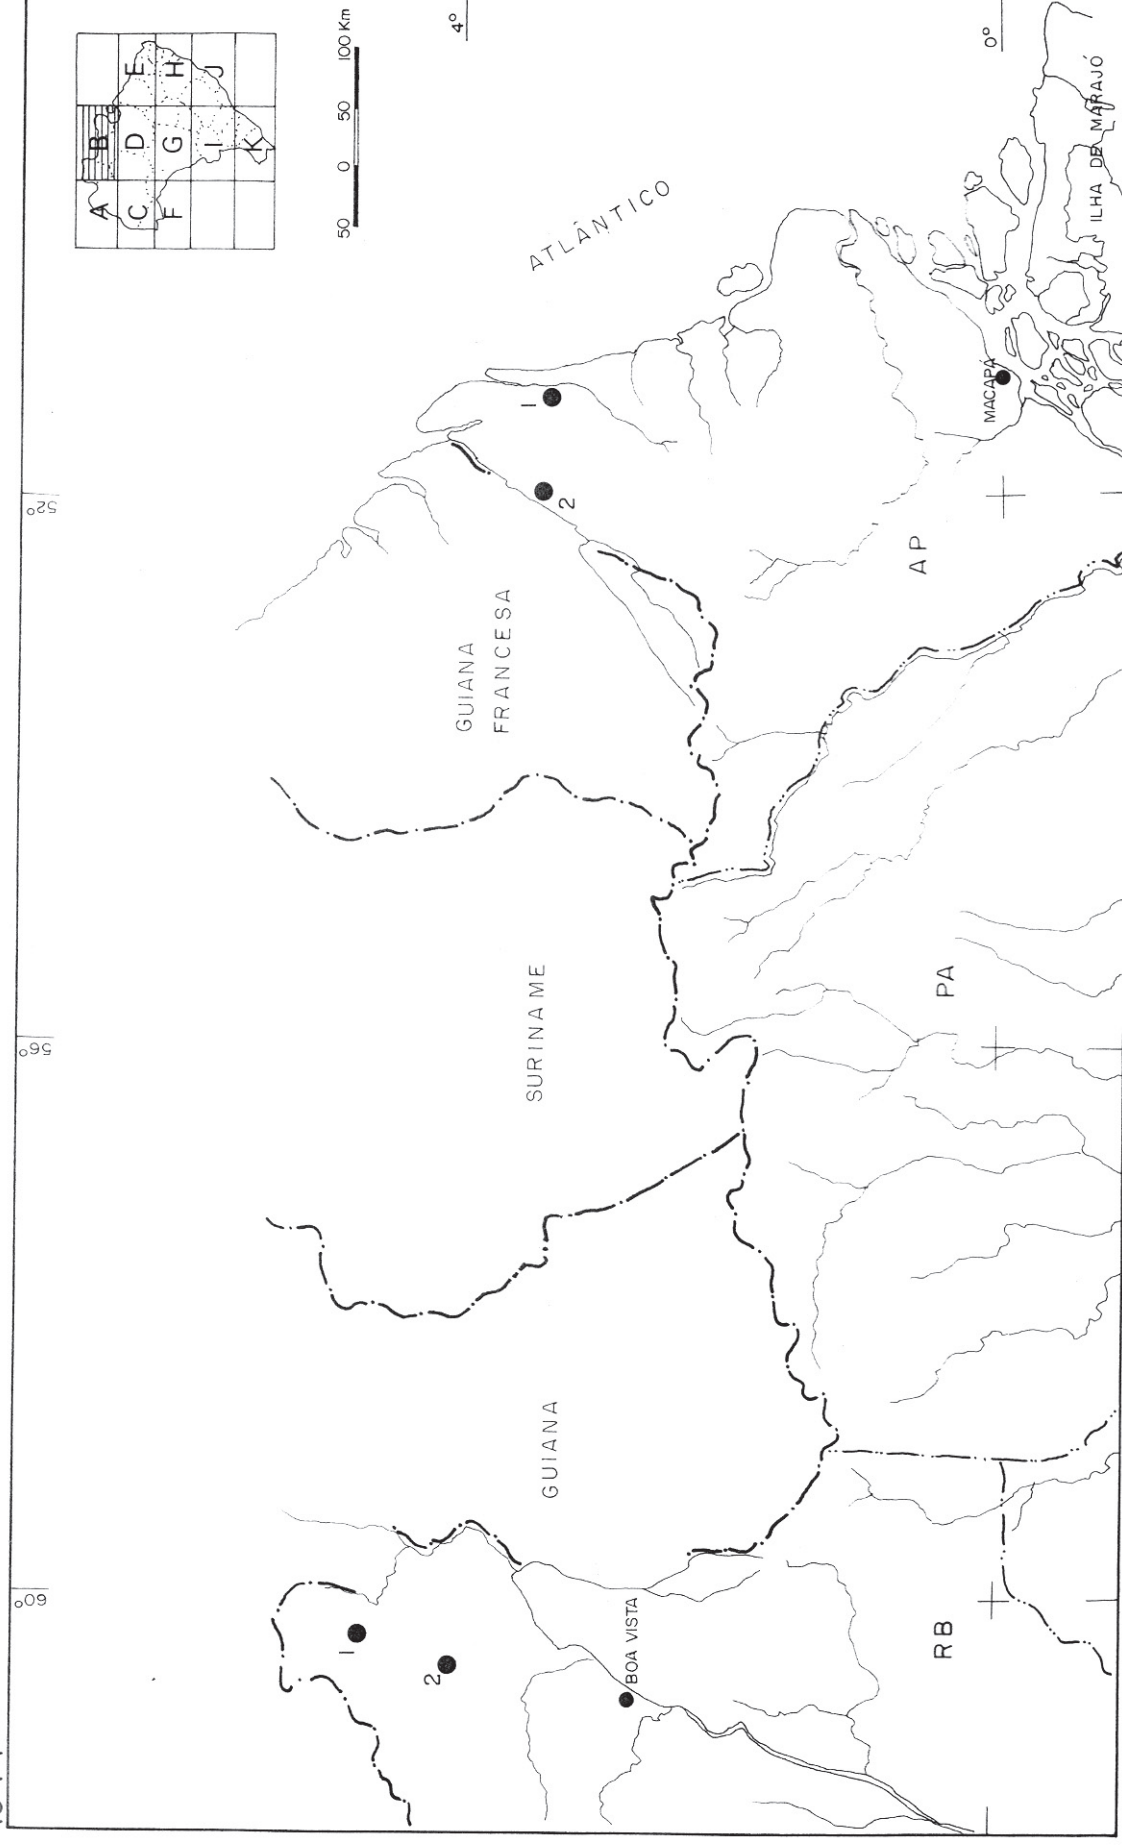 60°
56°
52°
A
B
C
D
E
F
G
H
I
J
K
50 0 50 100 Km
4°
0°
ATLÂNTICO
GUIANA
FRANCESA
SURINAME
GUIANA
1
2
1
2
BOA VISTA
MACAPÁ
RB
PA
AP
ILHA DE MARAJÓ